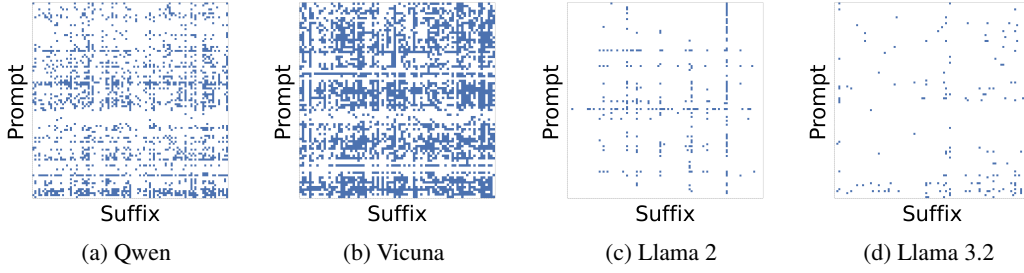 Prompt
Suffix
(a) Qwen
Prompt
Suffix
(b) Vicuna
Prompt
Suffix
(c) Llama 2
Prompt
Suffix
(d) Llama 3.2